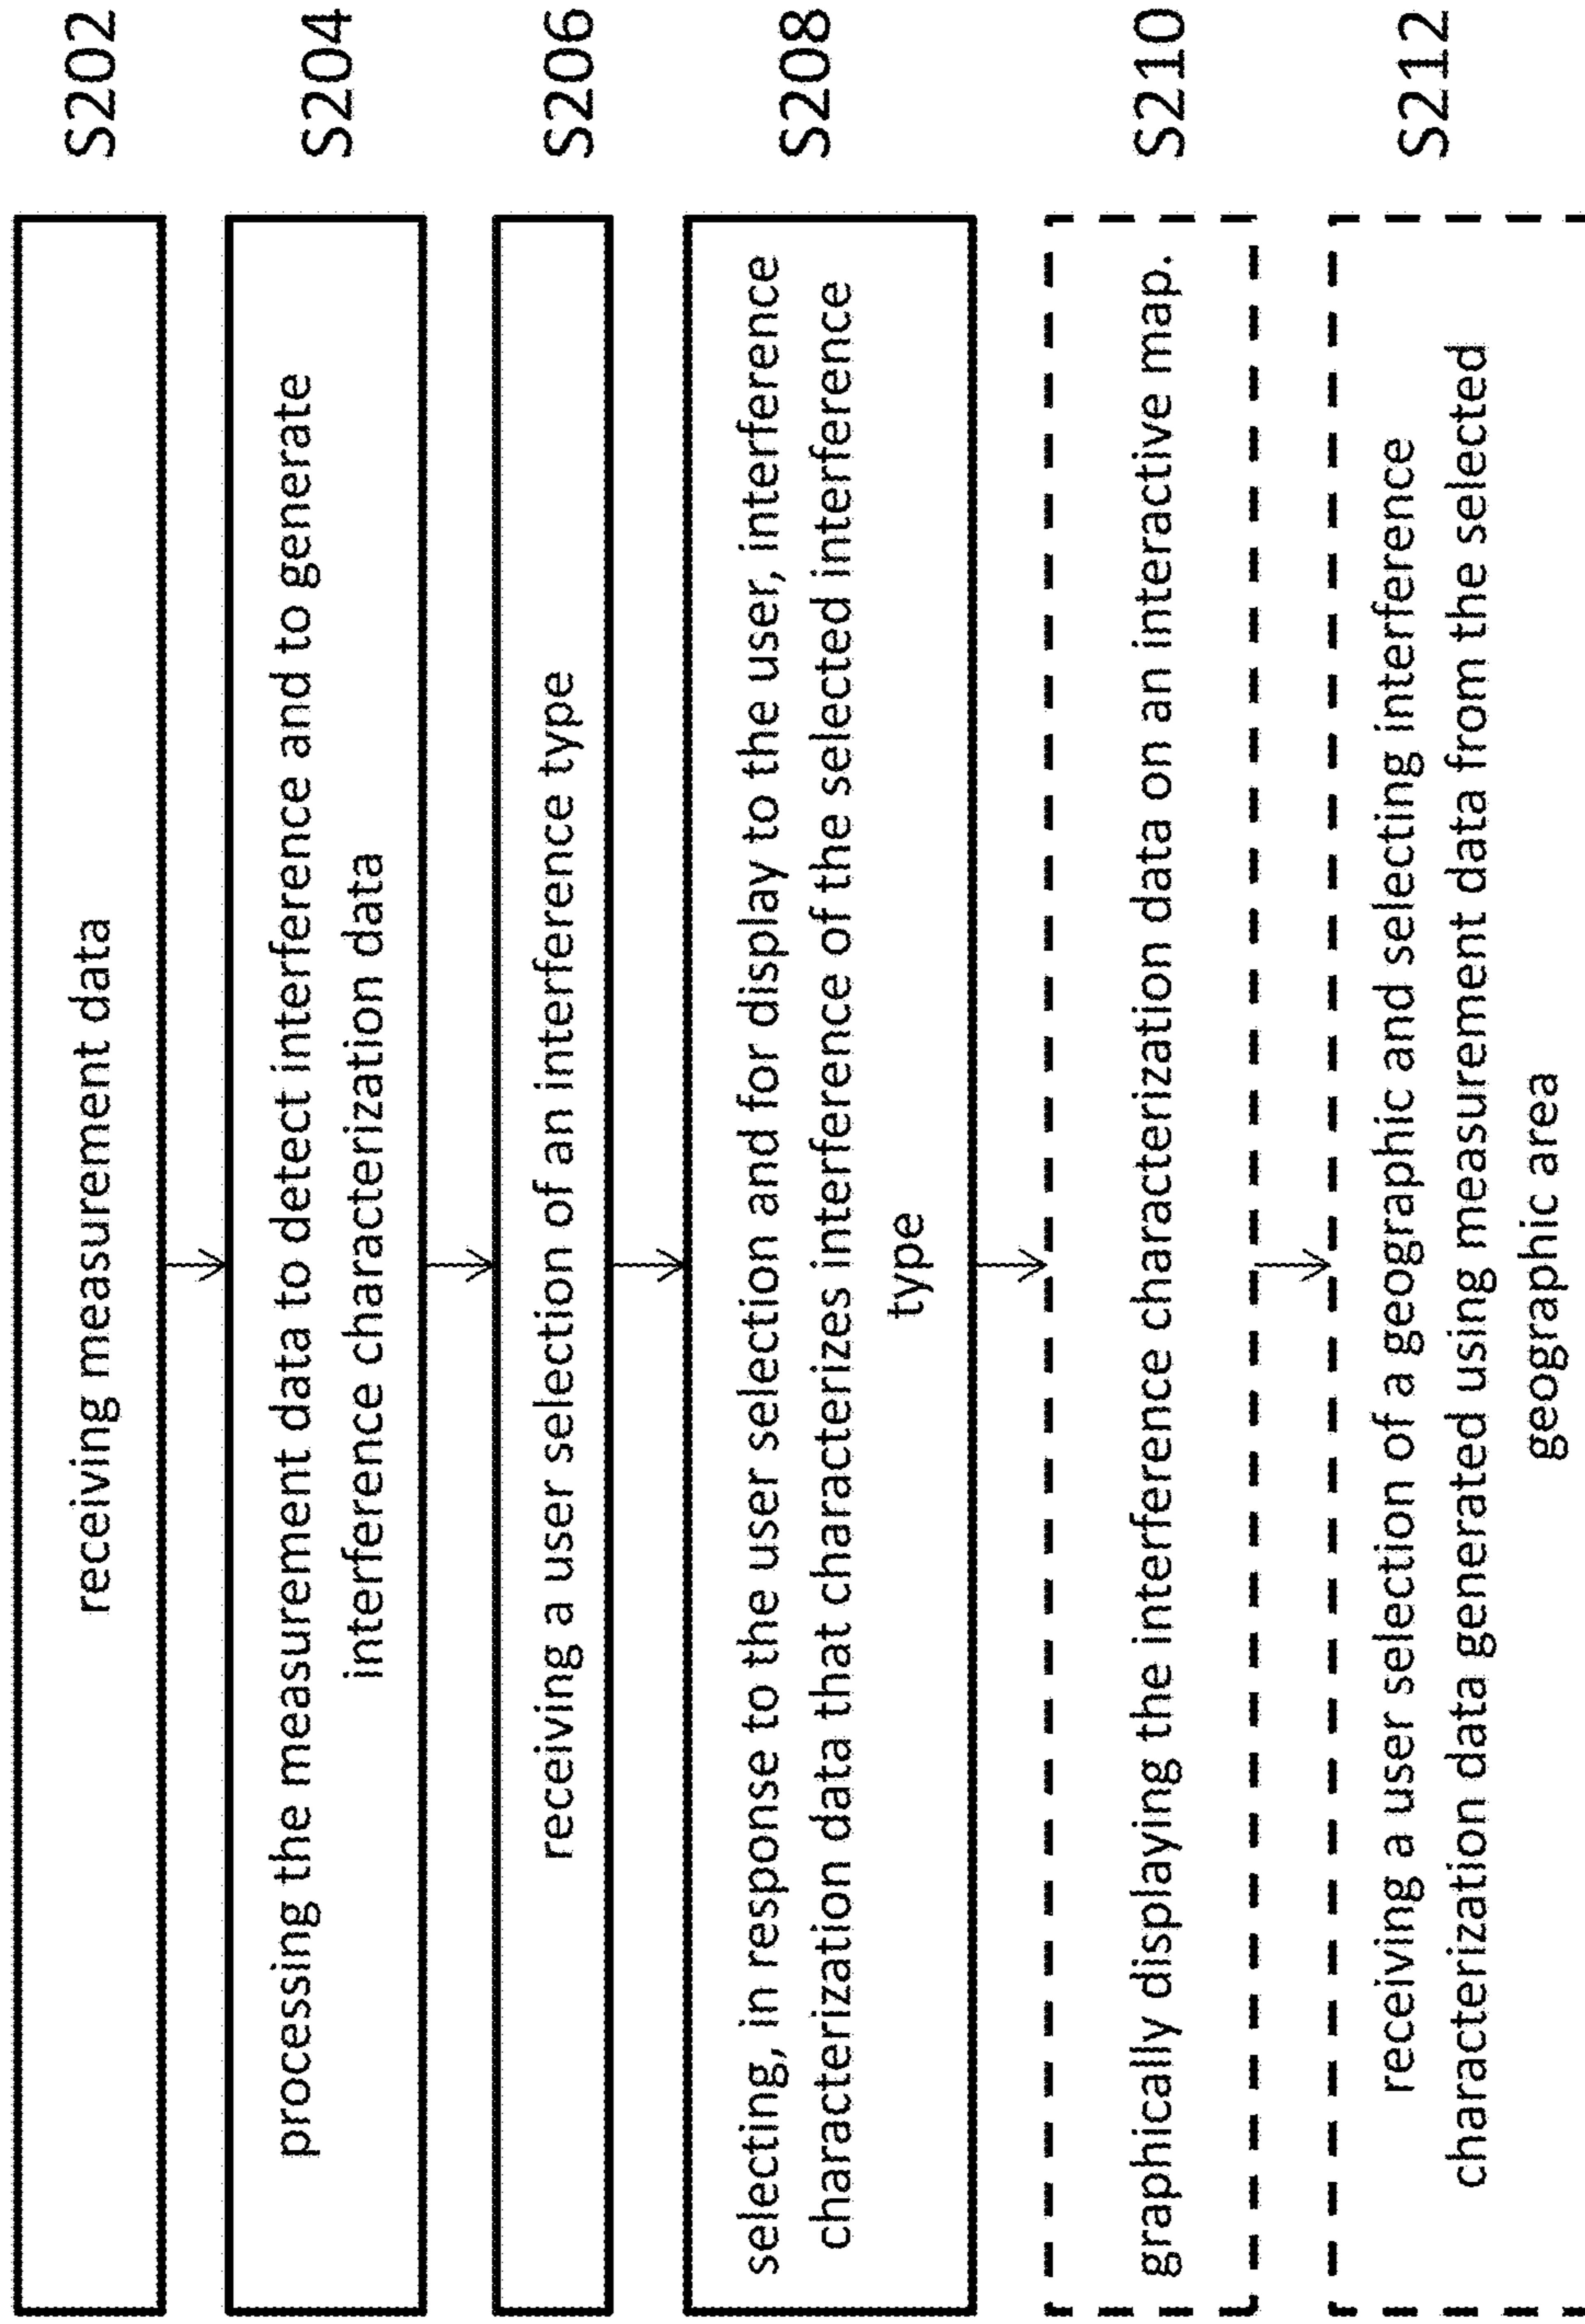 receiving measurement data
S202
processing the measurement data to detect interference and to generate
interference characterization data
S204
receiving a user selection of an interference type
S206
selecting, in response to the user selection and for display to the user, interference
characterization data that characterizes interference of the selected interference
type
S208
graphically displaying the interference characterization data on an interactive map.
S210
receiving a user selection of a geographic and selecting interference
characterization data generated using measurement data from the selected
geographic area
S212